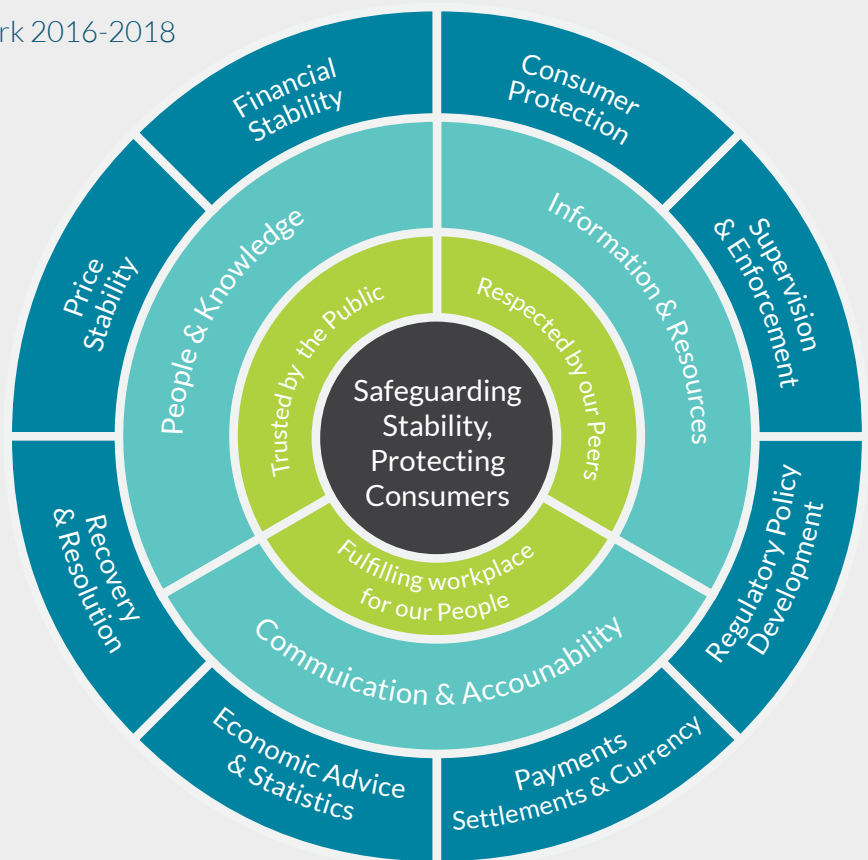 rk 2016-2018
Financial
Stability
Consumer
Protection
Supervision
& Enforcement
Regulatory Policy
Development
Payments
Settlements & Currency
Economic Advice
& Statistics
Recovery
& Resolution
Price
Stability
People & Knowledge
Information & Resources
Commuication & Accounability
Trusted by the Public
Respected by our Peers
Fulfilling workplace
for our People
Safeguarding
Stability,
Protecting
Consumers